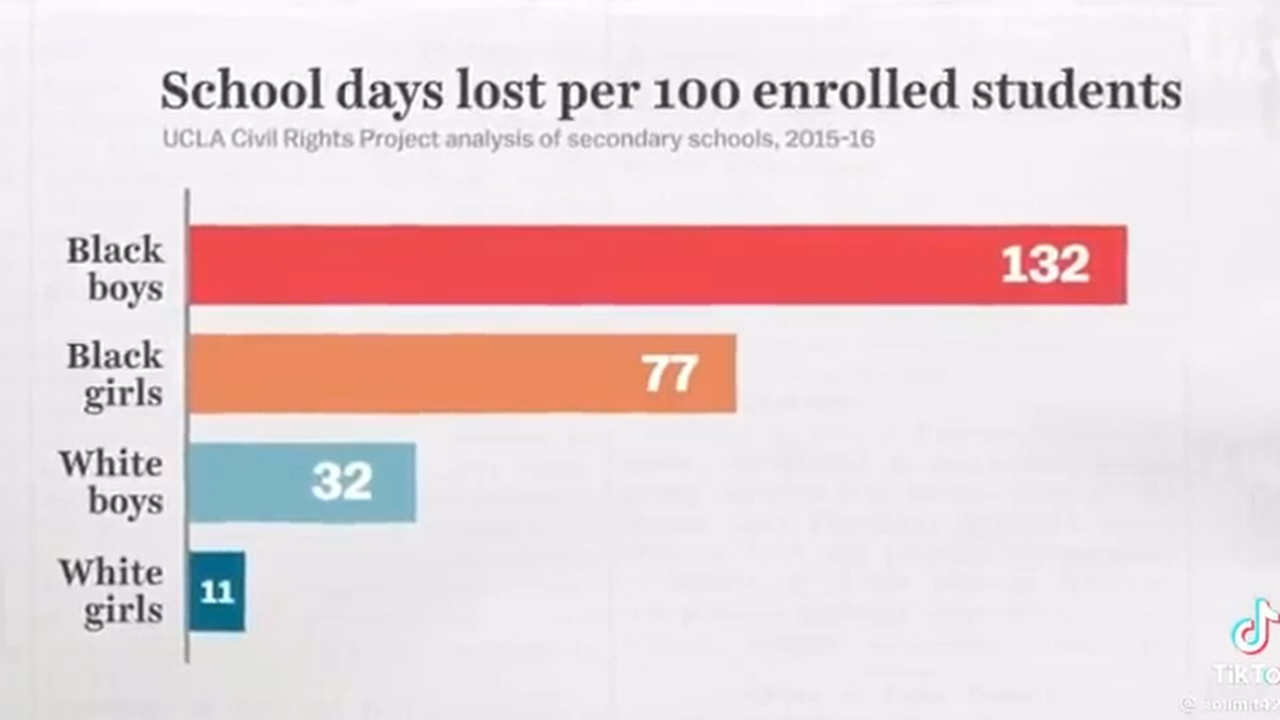 School days lost per 100 enrolled students
UCLA Civil Rights Project analysis of secondary schools, 2015-16
Black
boys
132
Black
girls
77
White
boys
32
White
girls
11